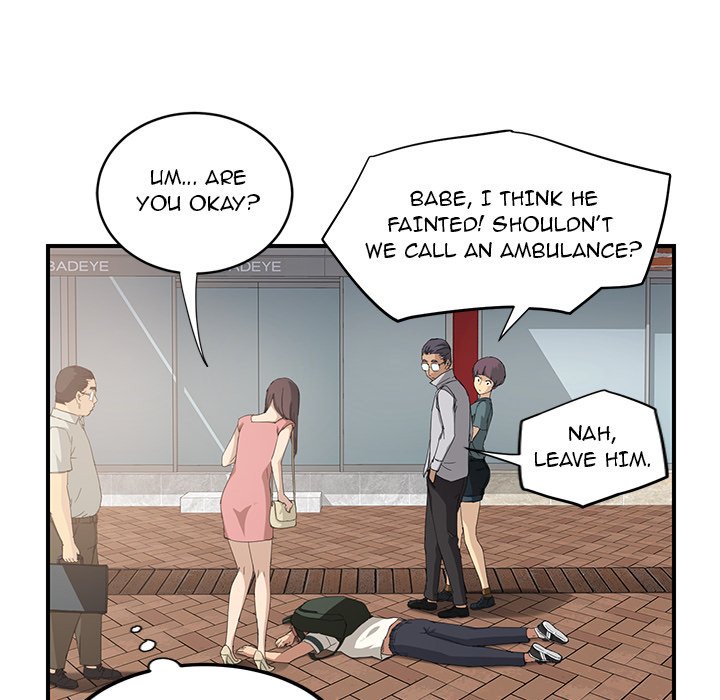 UM... ARE
YOU OKAY?
BABE, I THINK HE
FAINTED! SHOULDN'T
WE CALL AN AMBULANCE?
BADEYE
BADEYE
NAH,
LEAVE HIM.